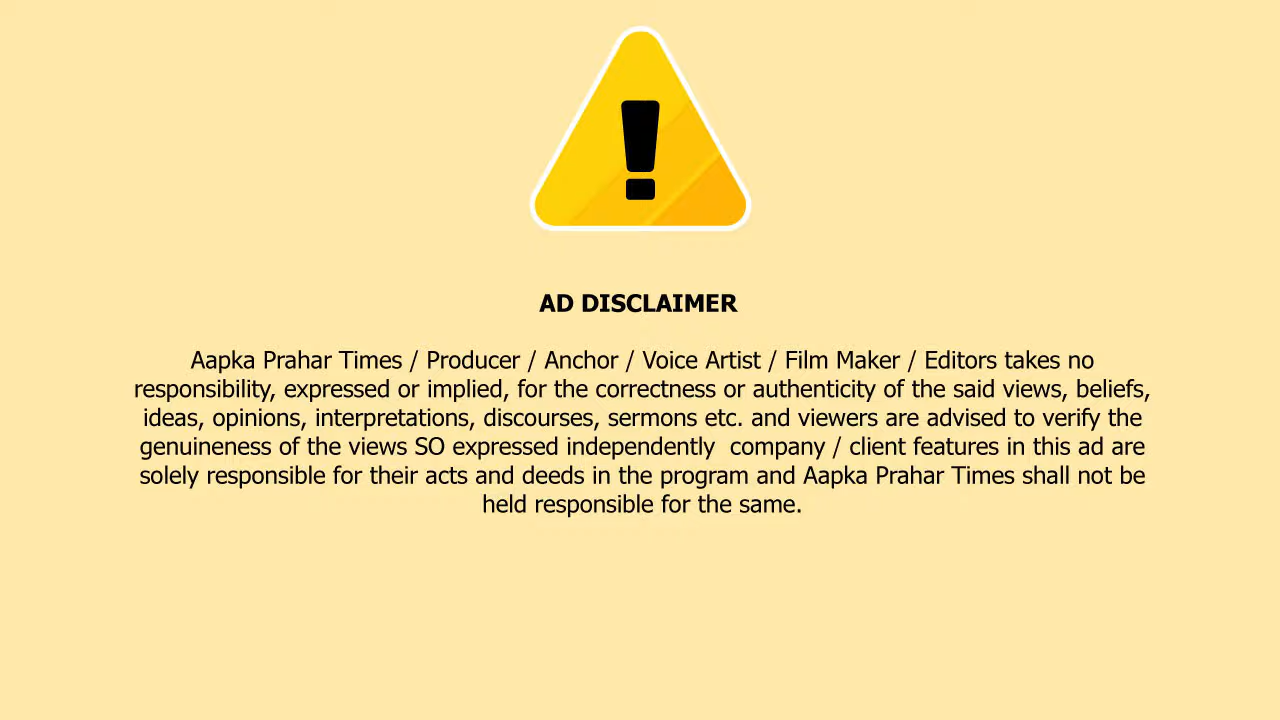 AD DISCLAIMER
Aapka Prahar Times / Producer / Anchor / Voice Artist / Film Maker / Editors takes no
responsibility, expressed or implied, for the correctness or authenticity of the said views, beliefs,
ideas, opinions, interpretations, discourses, sermons etc. and viewers are advised to verify the
genuineness of the views SO expressed independently  company / client features in this ad are
solely responsible for their acts and deeds in the program and Aapka Prahar Times shall not be
held responsible for the same.